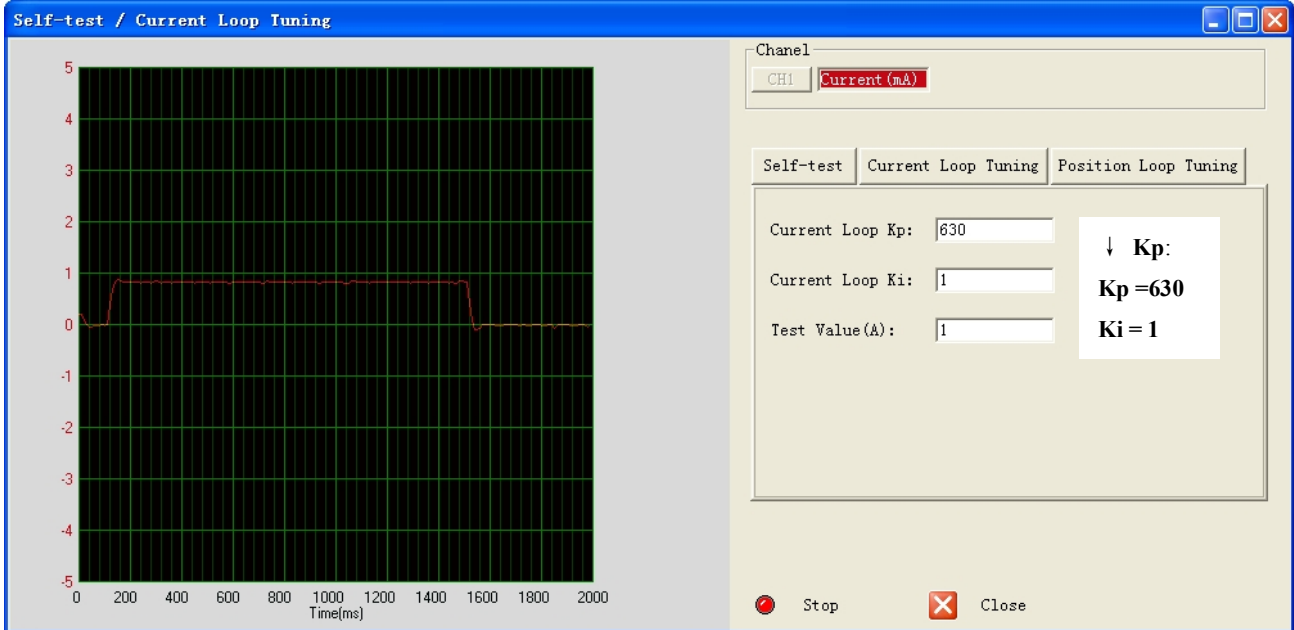 Self-test / Current Loop Tuning
5
4
3
2
1
0
-1
-2
-3
-4
-5
0 200 400 600 800 1000 1200 1400 1600 1800 2000
Time(ms)
Chanel
CH1 Current(mA)
Self-test Current Loop Tuning Position Loop Tuning
Current Loop Kp: 630
Current Loop Ki: 1
Test Value(A): 1
↓ Kp:
Kp =630
Ki = 1
Stop Close